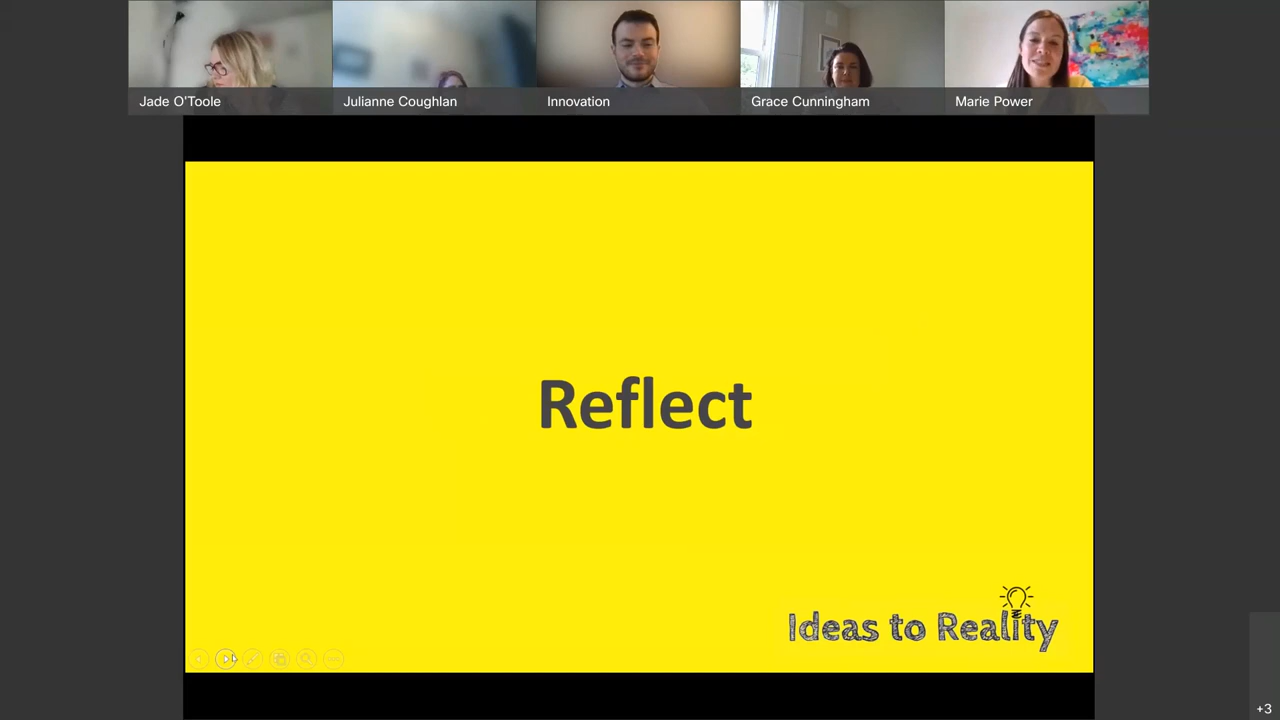 Jade O'Toole
Julianne Coughlan
Innovation
Grace Cunningham
Marie Power
Reflect
Ideas to Reality
+3